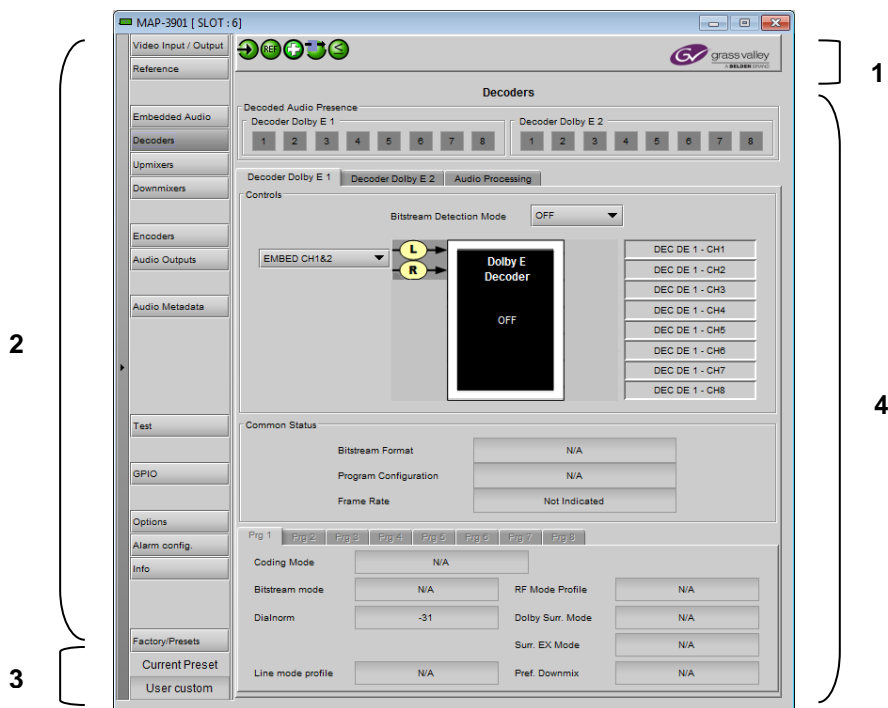 MAP-3901 [ SLOT : 6]
Video Input / Output
Reference
Embedded Audio
Decoders
Upmixers
Downmixers
Encoders
Audio Outputs
Audio Metadata
Test
GPIO
Options
Alarm config.
Info
Factory/Presets
Current Preset
User custom
REF
GV grass valley
A BELDEN BRAND
Decoders
Decoded Audio Presence
Decoder Dolby E 1
1 2 3 4 5 6 7 8
Decoder Dolby E 2
1 2 3 4 5 6 7 8
Decoder Dolby E 1 Decoder Dolby E 2 Audio Processing
Controls
Bitstream Detection Mode OFF
EMBED CH1&2
L
R
Dolby E
Decoder
OFF
DEC DE 1 - CH1
DEC DE 1 - CH2
DEC DE 1 - CH3
DEC DE 1 - CH4
DEC DE 1 - CH5
DEC DE 1 - CH6
DEC DE 1 - CH7
DEC DE 1 - CH8
Common Status
Bitstream Format N/A
Program Configuration N/A
Frame Rate Not Indicated
Prg 1 Prg 2 Prg 3 Prg 4 Prg 5 Prg 6 Prg 7 Prg 8
Coding Mode N/A
Bitstream mode N/A RF Mode Profile N/A
Dialnorm -31 Dolby Surr. Mode N/A
Surr. EX Mode N/A
Line mode profile N/A Pref. Downmix N/A
1
2
3
4